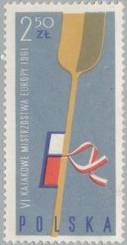 2.50
ZŁ
VI KAJAKOWE MISTRZOSTWA EUROPY 1961
POLSKA